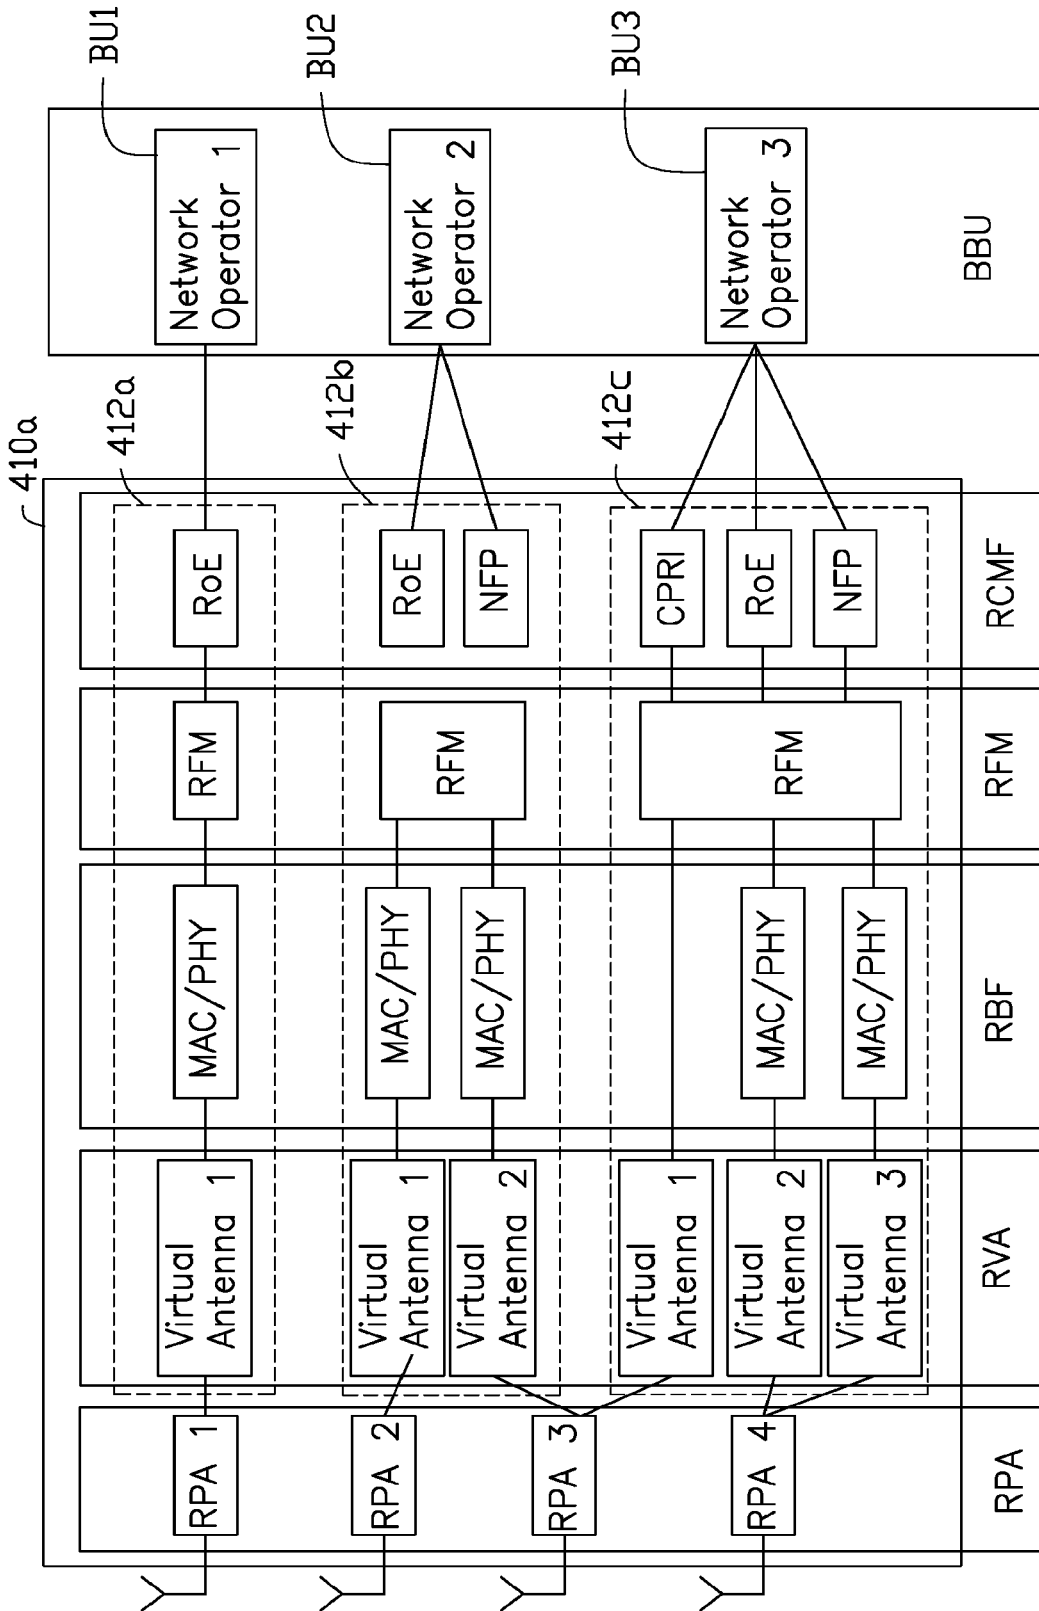 410a
412a
412b
412c
BU1
BU2
BU3
RPA 1
Virtual
Antenna 1
MAC/PHY
RFM
RoE
Network
Operator 1
RPA 2
Virtual
Antenna 1
MAC/PHY
Virtual
Antenna 2
MAC/PHY
RFM
RoE
NFP
Network
Operator 2
RPA 3
RPA 4
Virtual
Antenna 1
Virtual
Antenna 2
MAC/PHY
Virtual
Antenna 3
MAC/PHY
RFM
CPRI
RoE
NFP
Network
Operator 3
RPA
RVA
RBF
RFM
RCMF
BBU